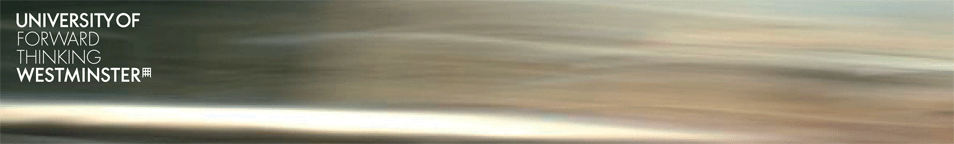 UNIVERSITY OF
FORWARD
THINKING
WESTMINSTER